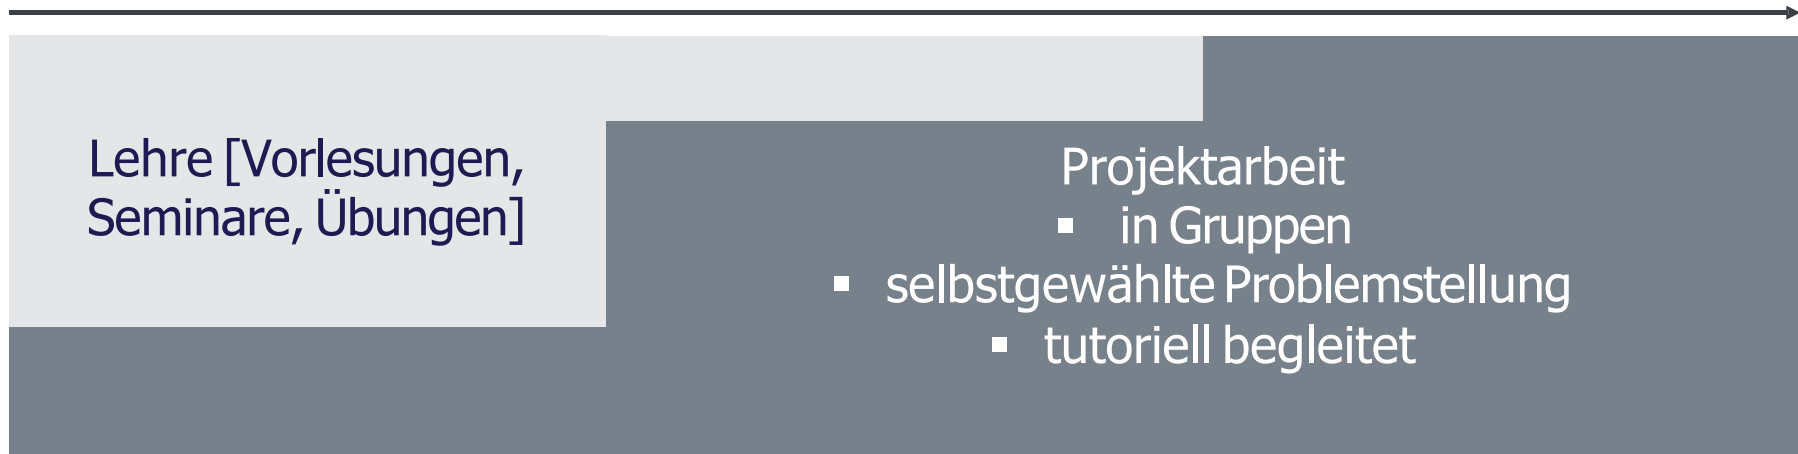 Lehre [Vorlesungen,
Seminare, Übungen]
Projektarbeit
▪ in Gruppen
▪ selbstgewählte Problemstellung
▪ tutoriell begleitet